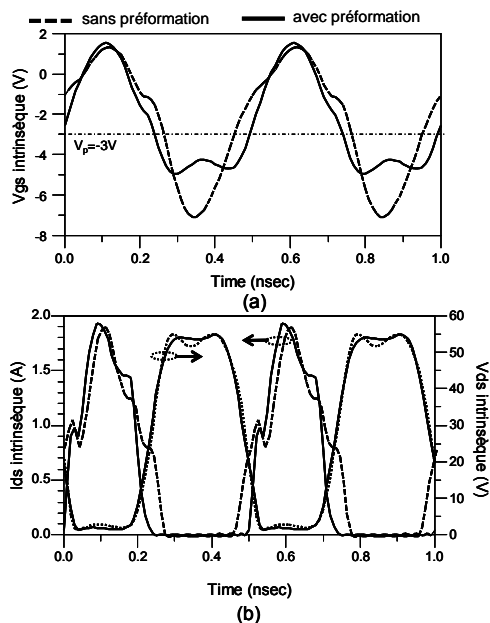 sans préformation avec préformation
2
0
-2
-4
-6
-8
Vgs intrinsèque (V)
Vp=-3V
0.0 0.2 0.4 0.6 0.8 1.0
Time (nsec)
(a)
2.0
1.5
1.0
0.5
0.0
Ids intrinsèque (A)
60
50
40
30
20
10
0
Vds intrinsèque (V)
0.0 0.2 0.4 0.6 0.8 1.0
Time (nsec)
(b)